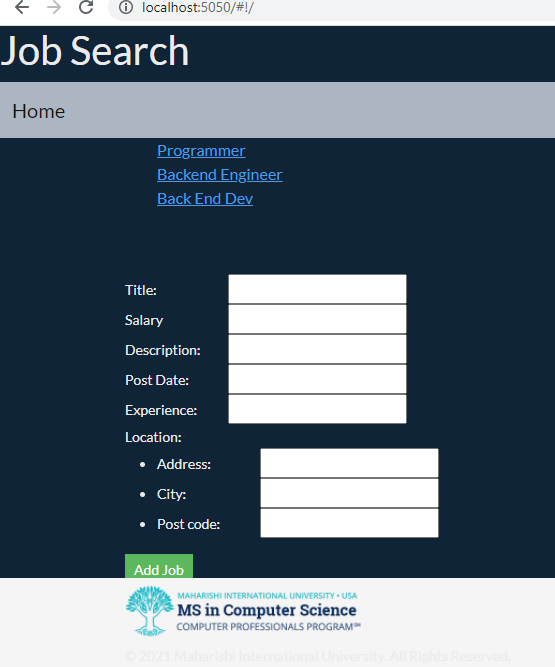 localhost:5050/#!/
Job Search
Home
Programmer
Backend Engineer
Back End Dev
Title:
Salary
Description:
Post Date:
Experience:
Location:
• Address:
• City:
• Post code:
Add Job
MAHARISHI INTERNATIONAL UNIVERSITY • USA
MS in Computer Science
COMPUTER PROFESSIONALS PROGRAM℠
© 2021 Maharishi International University. All Rights Reserved.